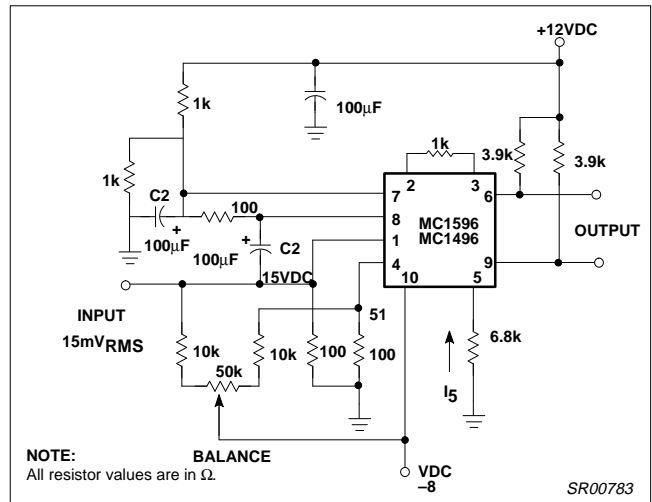 +12VDC
1k
100µF
1k
1k
3.9k
3.9k
2
3
C2
+
100µF
100
7
6
8
MC1596
MC1496
+
C2
100µF
1
OUTPUT
15VDC
4
10
9
5
INPUT
15mVRMS
51
10k
50k
10k
100
100
I5
6.8k
NOTE:
All resistor values are in Ω.
BALANCE
VDC
–8
SR00783